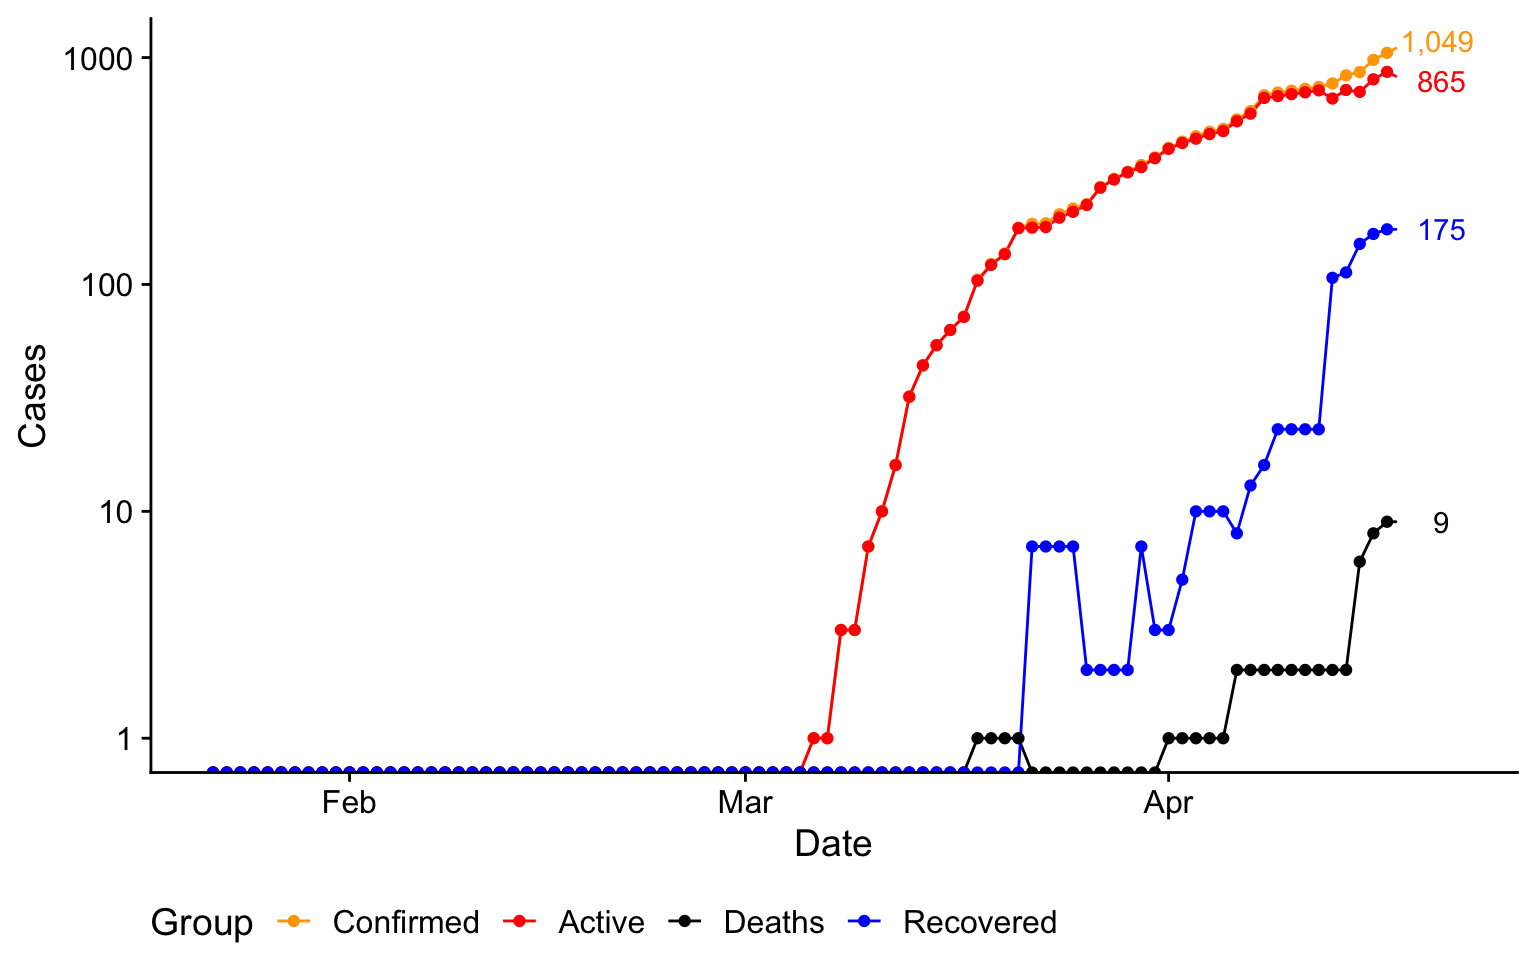 1000
100
10
1
Cases
1,049
865
175
9
Feb Mar Apr
Date
Group Confirmed Active Deaths Recovered